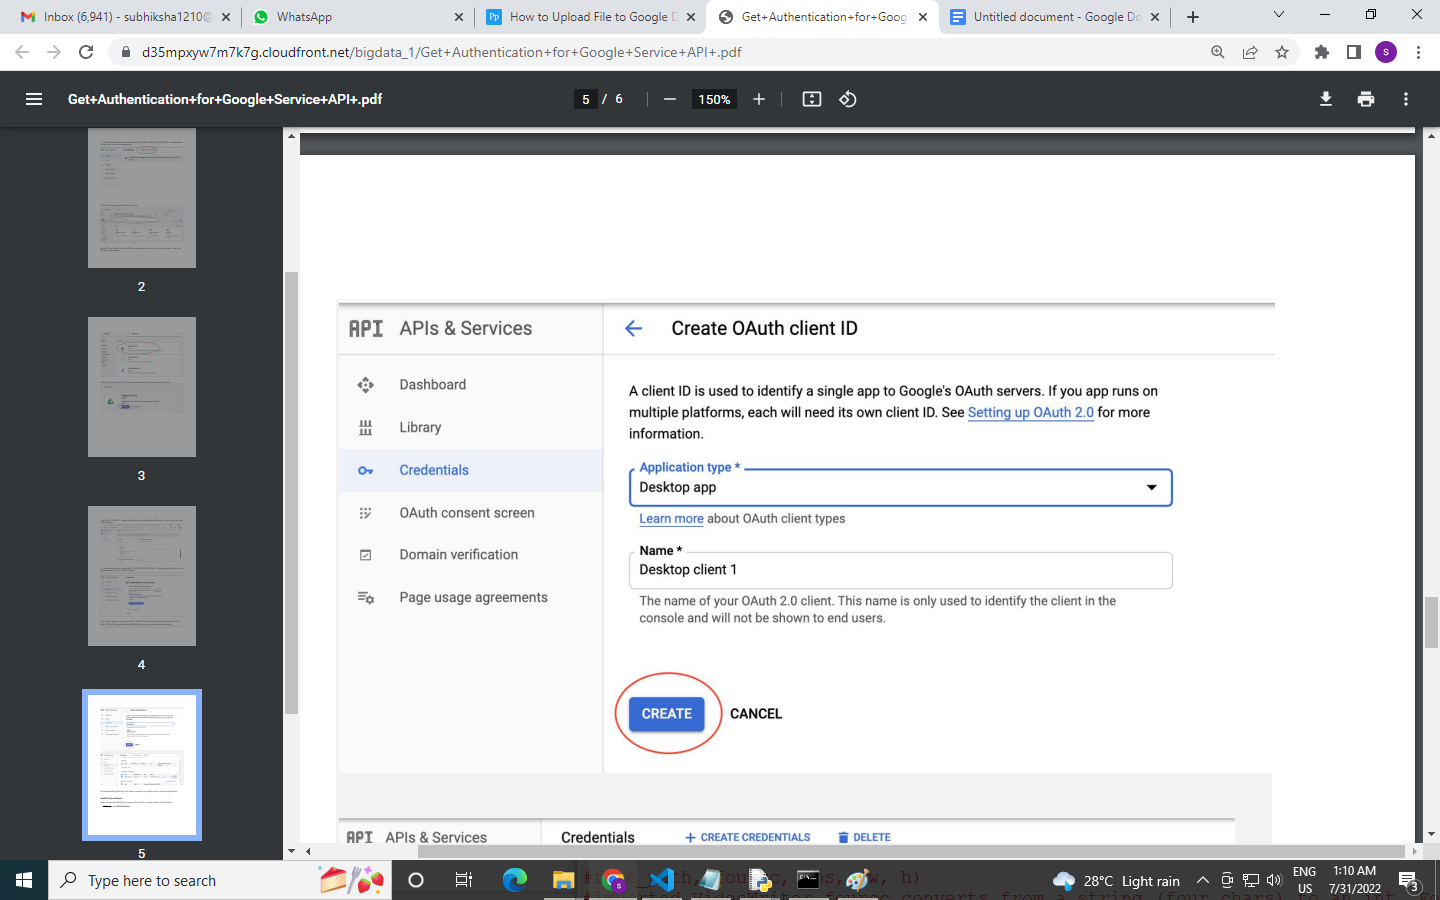 Inbox (6,941) - subhiksha1210@
WhatsApp
How to Upload File to Google D
Get+Authentication+for+Goog
Untitled document - Google Do
d35mpxyw7m7k7g.cloudfront.net/bigdata_1/Get+Authentication+for+Google+Service+API+.pdf
s
Get+Authentication+for+Google+Service+API+.pdf
5 / 6
150%
2
3
4
5
API APIs & Services
Create OAuth client ID
Dashboard
Library
Credentials
OAuth consent screen
Domain verification
Page usage agreements
A client ID is used to identify a single app to Google's OAuth servers. If you app runs on
multiple platforms, each will need its own client ID. See Setting up OAuth 2.0 for more
information.
Application type *
Desktop app
Learn more about OAuth client types
Name *
Desktop client 1
The name of your OAuth 2.0 client. This name is only used to identify the client in the
console and will not be shown to end users.
CREATE
CANCEL
API APIs & Services
Credentials
+ CREATE CREDENTIALS
DELETE
Type here to search
28°C Light rain
ENG
US
1:10 AM
7/31/2022
3